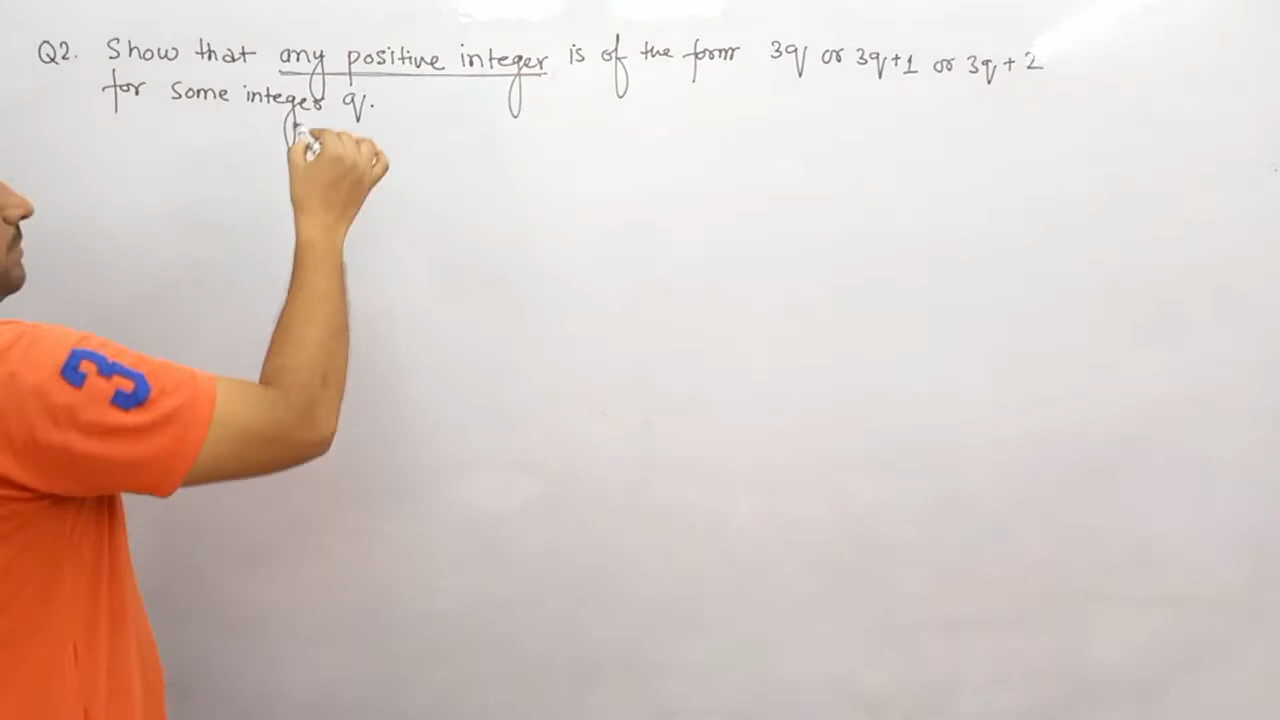 Q2. Show that any positive integer is of the form 3q or 3q+1 or 3q+2
for some integer q.
3